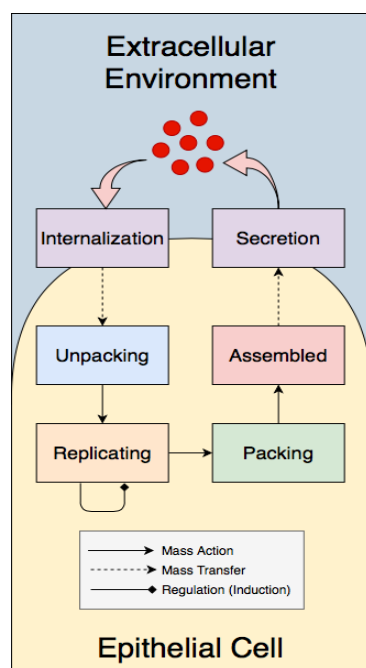 Extracellular
Environment
Internalization
Secretion
Unpacking
Assembled
Replicating
Packing
Mass Action
Mass Transfer
Regulation (Induction)
Epithelial Cell